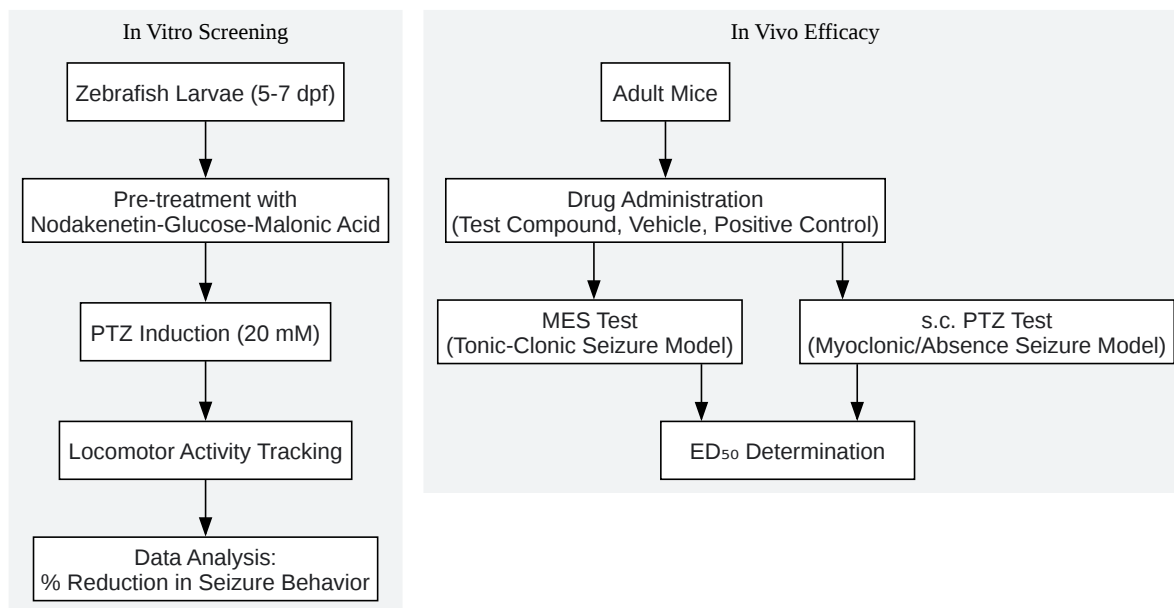 In Vitro Screening
Zebrafish Larvae (5-7 dpf)
Pre-treatment with
Nodakenetin-Glucose-Malonic Acid
PTZ Induction (20 mM)
Locomotor Activity Tracking
Data Analysis:
% Reduction in Seizure Behavior
In Vivo Efficacy
Adult Mice
Drug Administration
(Test Compound, Vehicle, Positive Control)
MES Test
(Tonic-Clonic Seizure Model)
s.c. PTZ Test
(Myoclonic/Absence Seizure Model)
ED₅₀ Determination